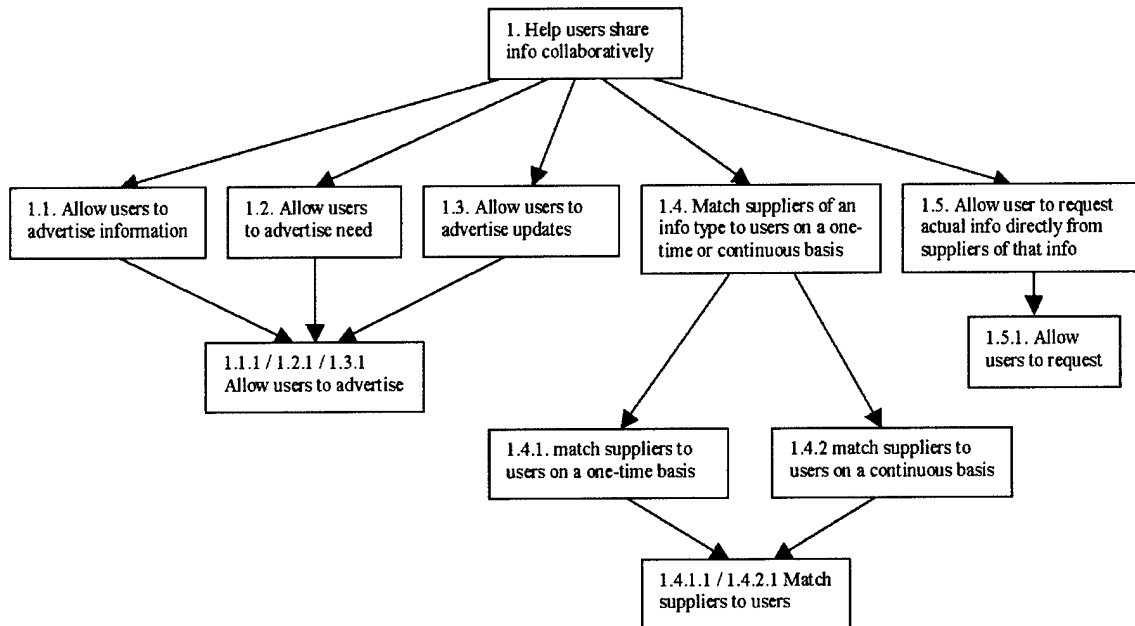 1. Help users share
info collaboratively
1.1. Allow users to
advertise information
1.2. Allow users
to advertise need
1.3. Allow users to
advertise updates
1.4. Match suppliers of an
info type to users on a one-
time or continuous basis
1.5. Allow user to request
actual info directly from
suppliers of that info
1.1.1 / 1.2.1 / 1.3.1
Allow users to advertise
1.5.1. Allow
users to request
1.4.1. match suppliers to
users on a one-time basis
1.4.2 match suppliers to
users on a continuous basis
1.4.1.1 / 1.4.2.1 Match
suppliers to users